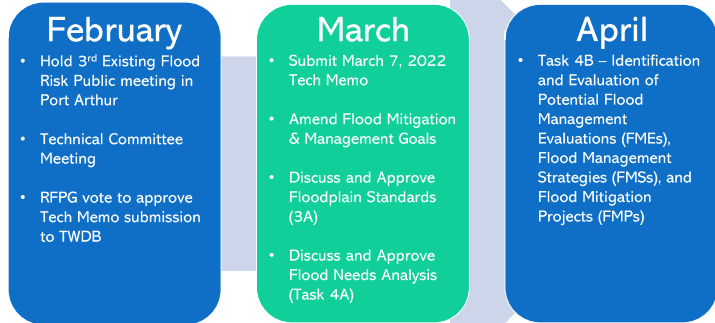 February
• Hold 3rd Existing Flood
Risk Public meeting in
Port Arthur
• Technical Committee
Meeting
• RFPG vote to approve
Tech Memo submission
to TWDB
March
• Submit March 7, 2022
Tech Memo
• Amend Flood Mitigation
& Management Goals
• Discuss and Approve
Floodplain Standards
(3A)
• Discuss and Approve
Flood Needs Analysis
(Task 4A)
April
• Task 4B – Identification
and Evaluation of
Potential Flood
Management
Evaluations (FMEs),
Flood Management
Strategies (FMSs), and
Flood Mitigation
Projects (FMPs)